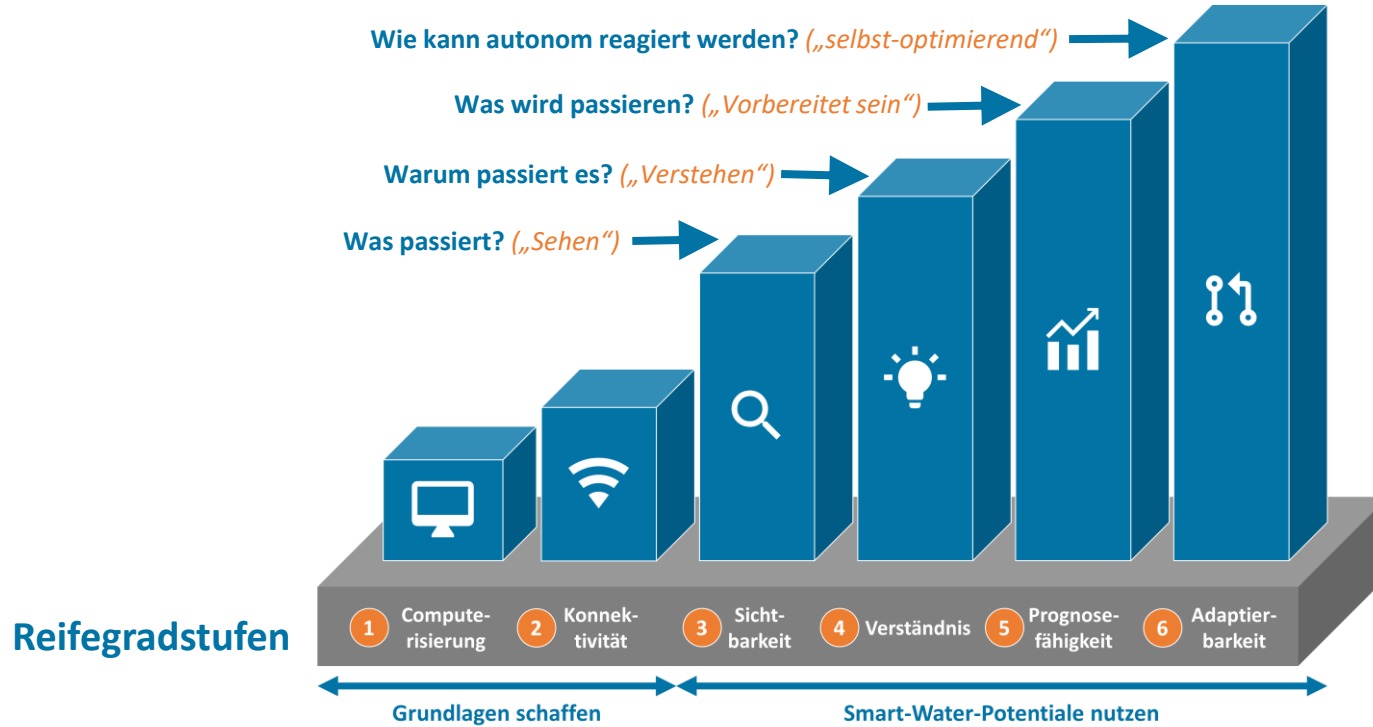 Wie kann autonom reagiert werden? („selbst-optimierend“)
Was wird passieren? („Vorbereitet sein“)
Warum passiert es? („Verstehen“)
Was passiert? („Sehen“)
Reifegradstufen
1 Compute-
risierung
2 Konnek-
tivität
3 Sicht-
barkeit
4 Verständnis
5 Prognose-
fähigkeit
6 Adaptier-
barkeit
Grundlagen schaffen
Smart-Water-Potentiale nutzen